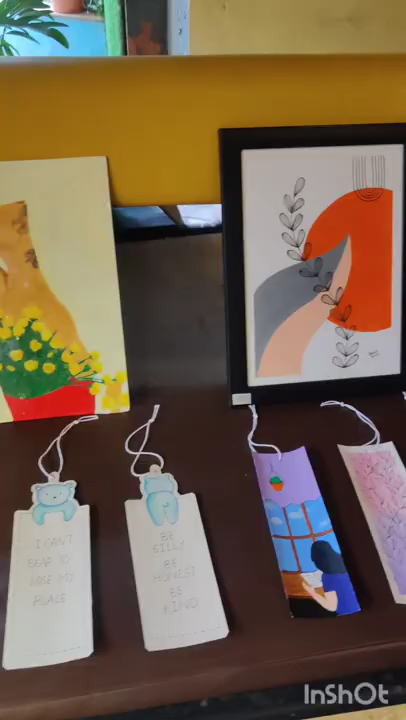 I CAN'T
BEAR TO
LOSE MY
PLACE
BE
SILLY
BE
HONEST
BE
KIND
InShOt